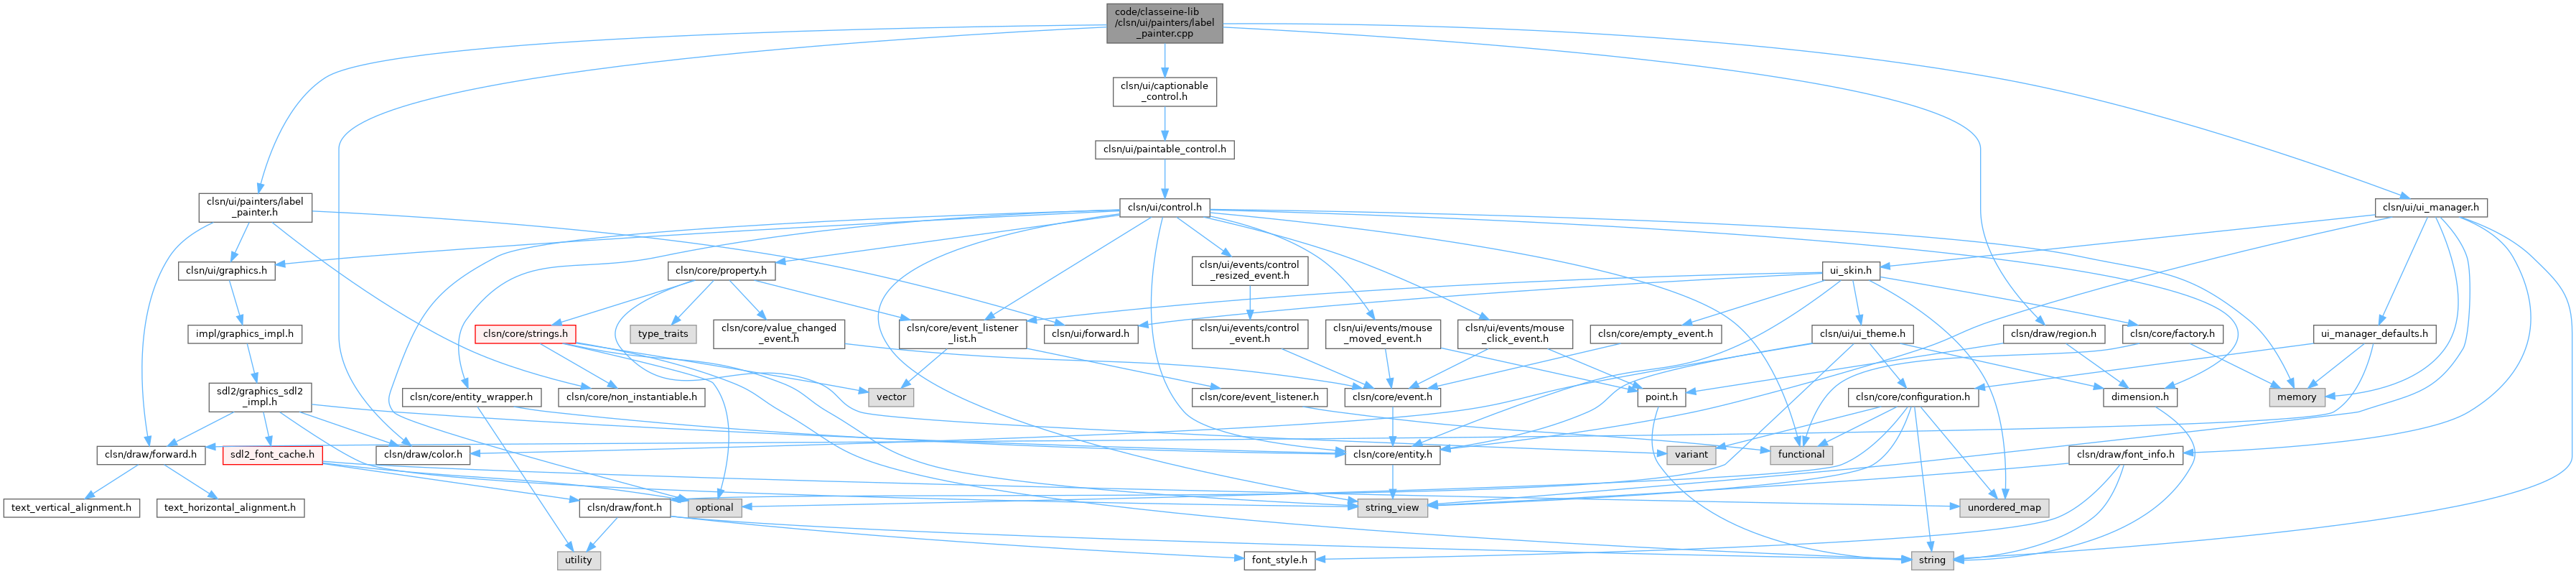 code/classeine-lib
/clsn/ui/painters/label
_painter.cpp
clsn/ui/captionable
_control.h
clsn/ui/paintable_control.h
clsn/ui/painters/label
_painter.h
clsn/ui/control.h
clsn/ui/ui_manager.h
clsn/ui/graphics.h
clsn/core/property.h
clsn/ui/events/control
_resized_event.h
ui_skin.h
impl/graphics_impl.h
clsn/core/strings.h
type_traits
clsn/core/value_changed
_event.h
clsn/core/event_listener
_list.h
clsn/ui/forward.h
clsn/ui/events/control
_event.h
clsn/ui/events/mouse
_moved_event.h
clsn/ui/events/mouse
_click_event.h
clsn/core/empty_event.h
clsn/ui/ui_theme.h
clsn/draw/region.h
clsn/core/factory.h
ui_manager_defaults.h
sdl2/graphics_sdl2
_impl.h
clsn/core/entity_wrapper.h
clsn/core/non_instantiable.h
vector
clsn/core/event_listener.h
clsn/core/event.h
point.h
clsn/core/configuration.h
dimension.h
memory
clsn/draw/forward.h
sdl2_font_cache.h
clsn/draw/color.h
clsn/core/entity.h
variant
functional
clsn/draw/font_info.h
text_vertical_alignment.h
text_horizontal_alignment.h
clsn/draw/font.h
optional
string_view
unordered_map
utility
font_style.h
string